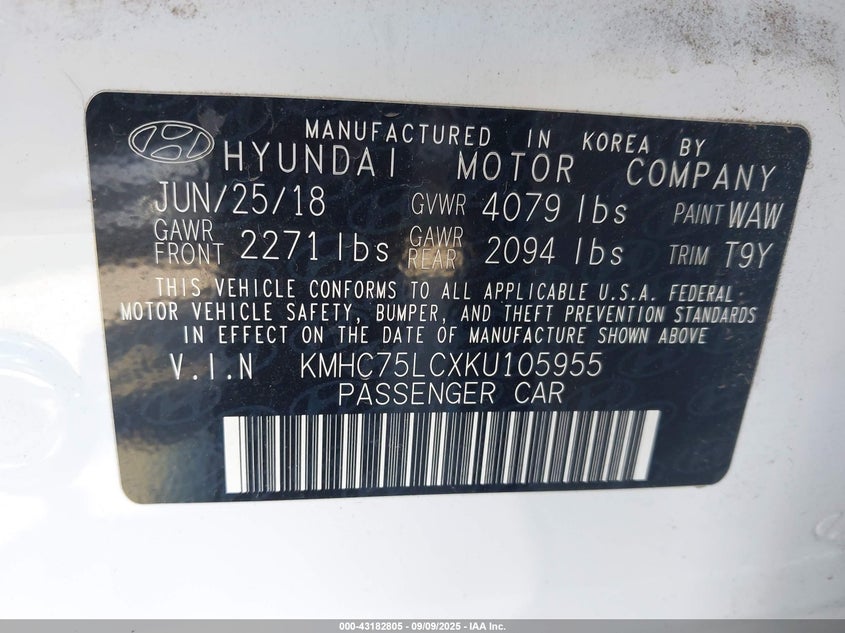 MANUFACTURED IN KOREA BY
HYUNDAI MOTOR COMPANY
JUN/25/18 GVWR 4079 lbs PAINT WAW
GAWR FRONT 2271 lbs GAWR REAR 2094 lbs TRIM T9Y
THIS VEHICLE CONFORMS TO ALL APPLICABLE U.S.A. FEDERAL
MOTOR VEHICLE SAFETY, BUMPER, AND THEFT PREVENTION STANDARDS
IN EFFECT ON THE DATE OF MANUFACTURE SHOWN ABOVE
V.I.N KMHC75LCXKU105955
PASSENGER CAR
000-43182805 - 09/09/2025 - IAA Inc.